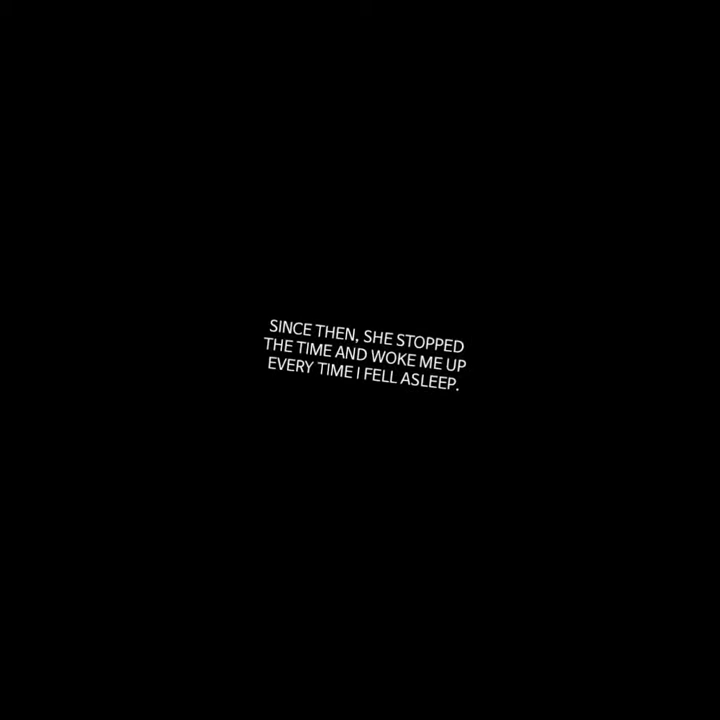 SINCE THEN, SHE STOPPED
THE TIME AND WOKE ME UP
EVERY TIME I FELL ASLEEP.